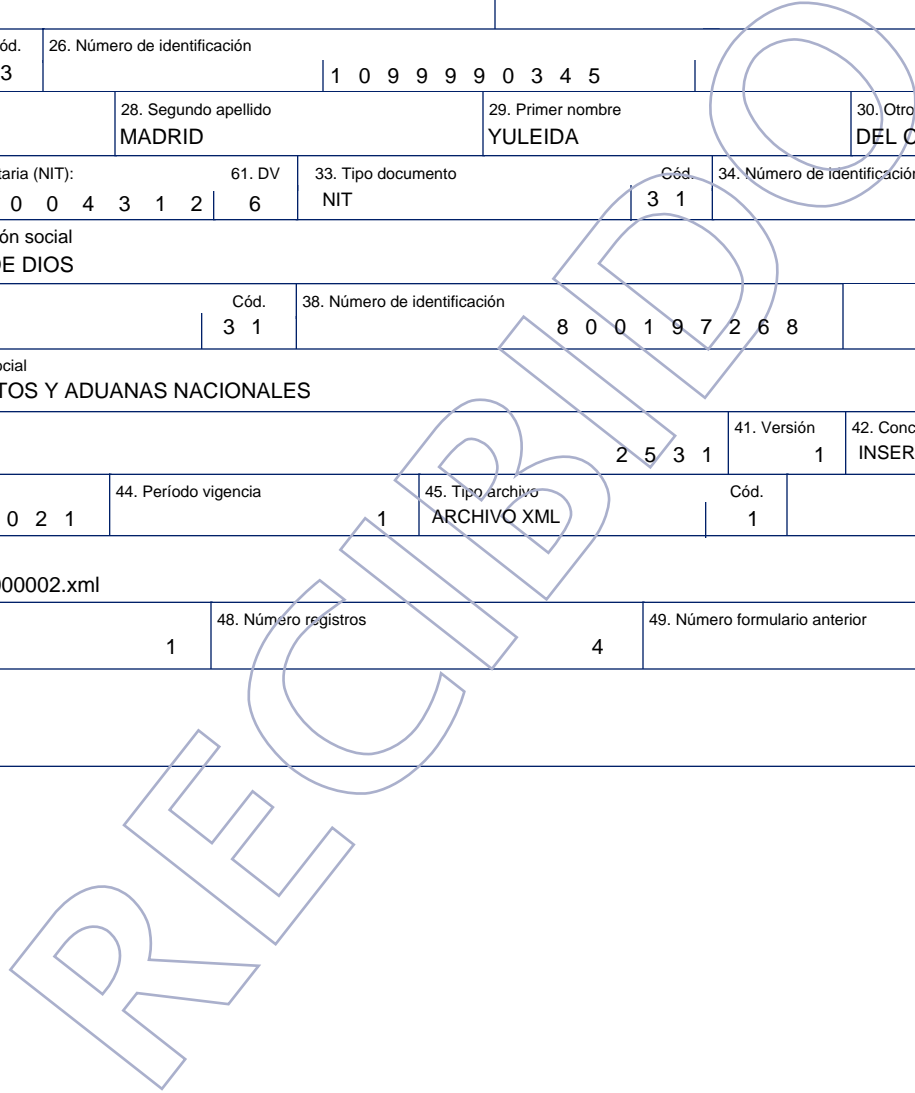 ód. 26. Número de identificación
3 1 0 9 9 9 9 0 3 4 5
28. Segundo apellido 29. Primer nombre 30. Otro
MADRID YULEIDA DEL C
taria (NIT): 61. DV 33. Tipo documento Cód. 34. Número de identificación
0 0 4 3 1 2 6 NIT 3 1
ón social
DE DIOS
Cód. 38. Número de identificación
3 1 8 0 0 1 9 7 2 6 8
ocial
TOS Y ADUANAS NACIONALES
41. Versión 42. Conc
2 5 3 1 1 INSER
44. Período vigencia 45. Tipo archivo Cód.
0 2 1 1 ARCHIVO XML 1
000002.xml
48. Número registros 49. Número formulario anterior
1 4
RECIBIDO